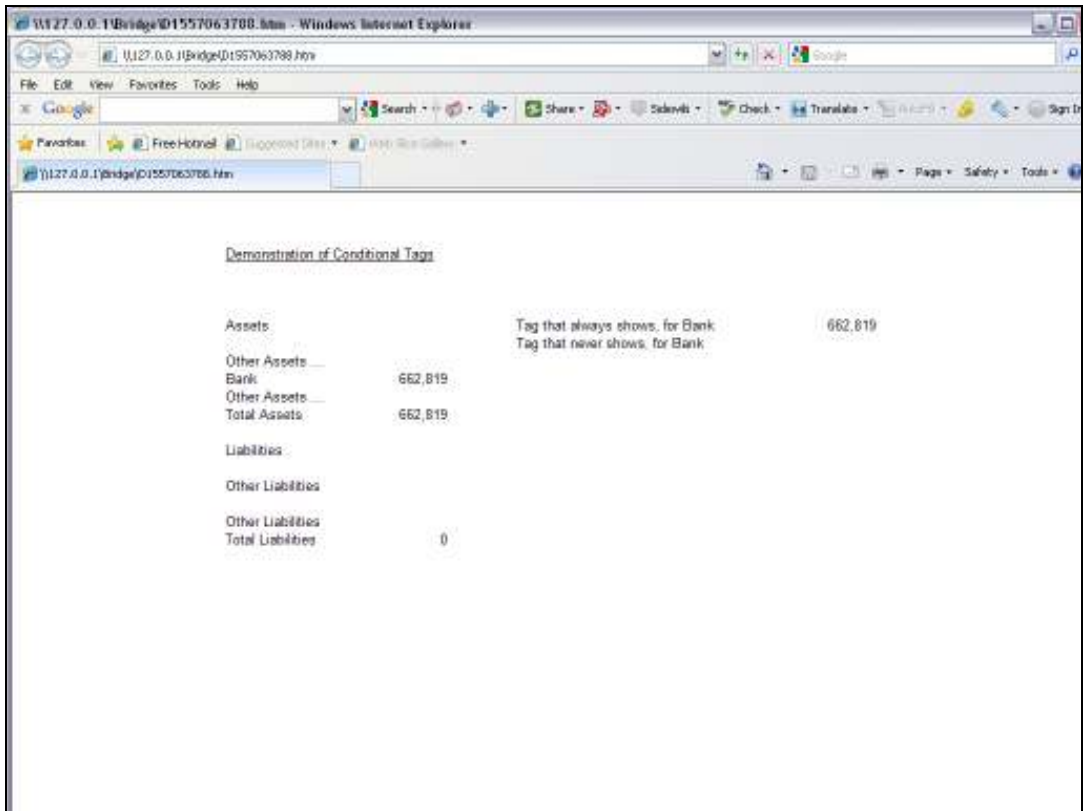 \\127.0.0.1\Bridge\D1557063788.htm - Windows Internet Explorer
\\127.0.0.1\Bridge\D1557063788.htm
Google
File Edit View Favorites Tools Help
Google Search Share Sidewiki Check Translate Sign In
Favorites Free Hotmail Suggested Sites Web Slice Gallery
\\127.0.0.1\Bridge\D1557063788.htm
Page Safety Tools
Demonstration of Conditional Tags
Assets Tag that always shows, for Bank 662,819
Tag that never shows, for Bank
Other Assets ....
Bank 662,819
Other Assets ....
Total Assets 662,819
Liabilities
Other Liabilities
Other Liabilities
Total Liabilities 0